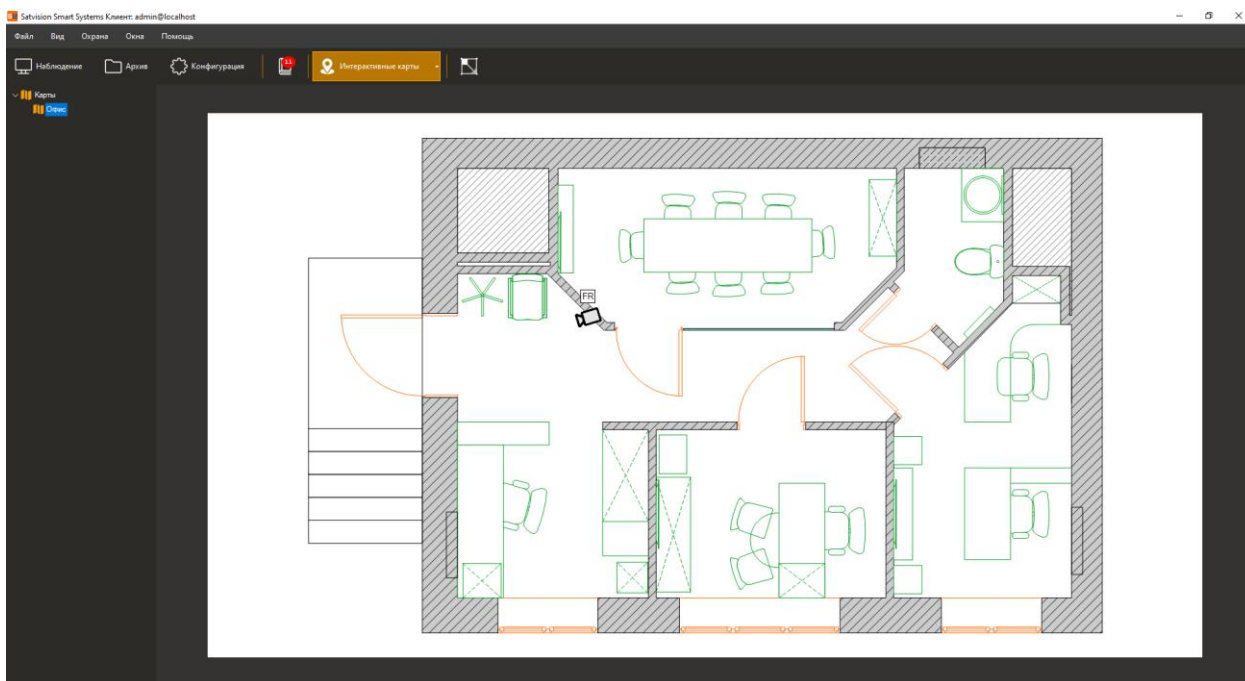 Satvision Smart Systems Клиент: admin@localhost
Файл Вид Охрана Окна Помощь
Наблюдение Архив Конфигурация 11 Интерактивные карты
Карты
Офис
FR